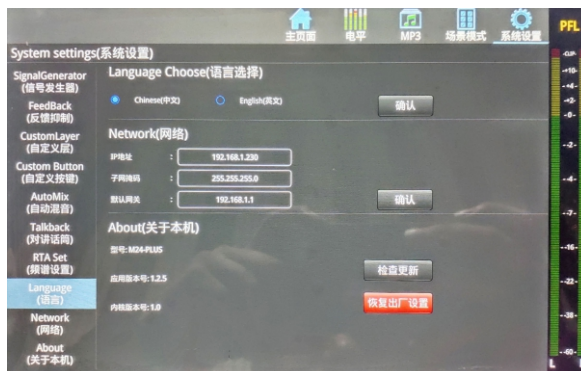 主页面
电平
MP3
场景模式
系统设置
PFL
System settings(系统设置)
SignalGenerator
(信号发生器)
FeedBack
(反馈抑制)
CustomLayer
(自定义层)
Custom Button
(自定义按键)
AutoMix
(自动混音)
Talkback
(对讲话筒)
RTA Set
(频谱设置)
Language
(语言)
Network
(网络)
About
(关于本机)
Language Choose(语言选择)
Chinese(中文)
English(英文)
确认
Network(网络)
IP地址 : 192.168.1.230
子网掩码 : 255.255.255.0
默认网关 : 192.168.1.1
确认
About(关于本机)
型号: M24-PLUS
检查更新
应用版本号: 1.2.5
恢复出厂设置
内核版本号: 1.0
-CLIP-
-+10-
-+4-
-+2-
-0-
-2-
-4-
-7-
-16-
-22-
-38-
-60-
L